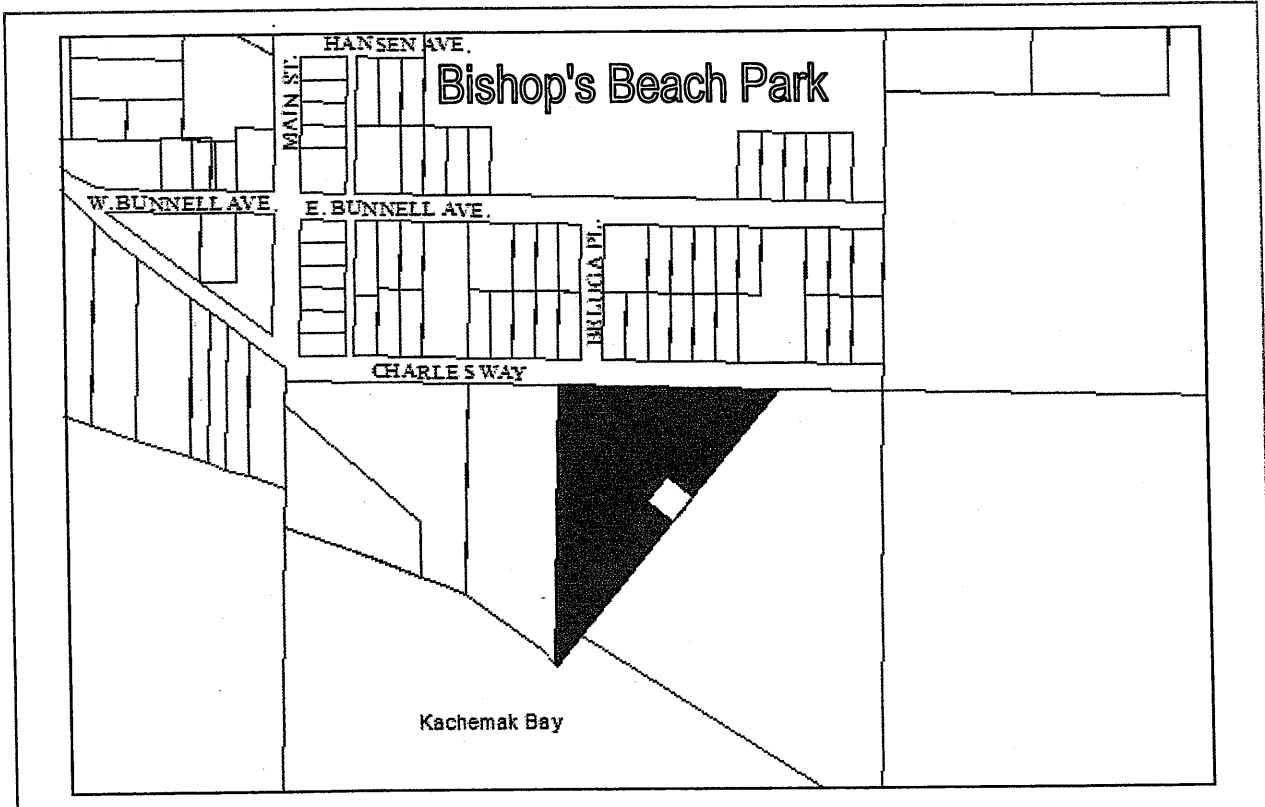 HANSEN AVE.
Bishop's Beach Park
MAIN ST.
W. BUNNELL AVE.
E. BUNNELL AVE.
BELUGA PL.
CHARLES WAY
Kachemak Bay